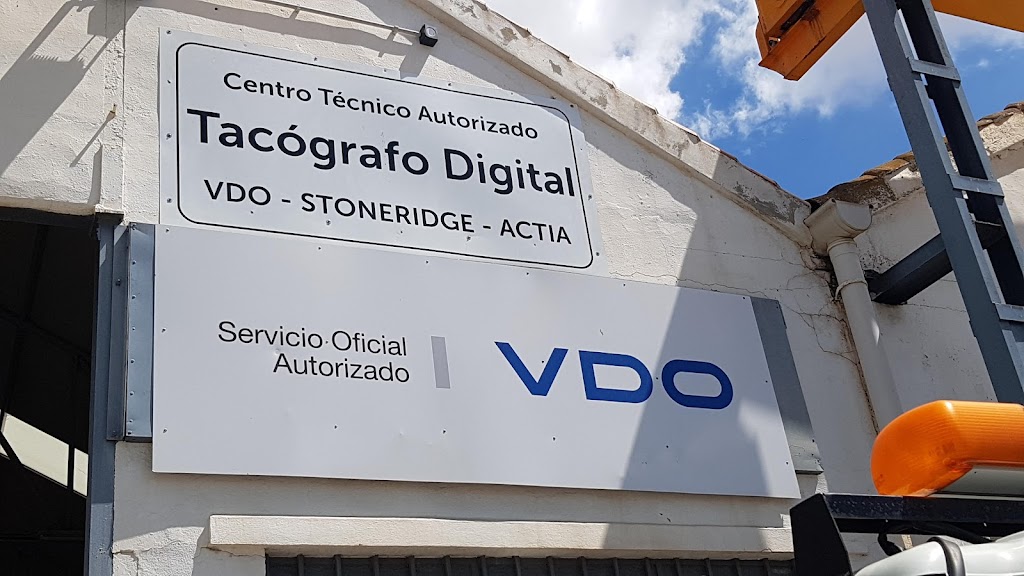 Centro Técnico Autorizado
Tacógrafo Digital
VDO - STONERIDGE - ACTIA
Servicio Oficial
Autorizado
VDO